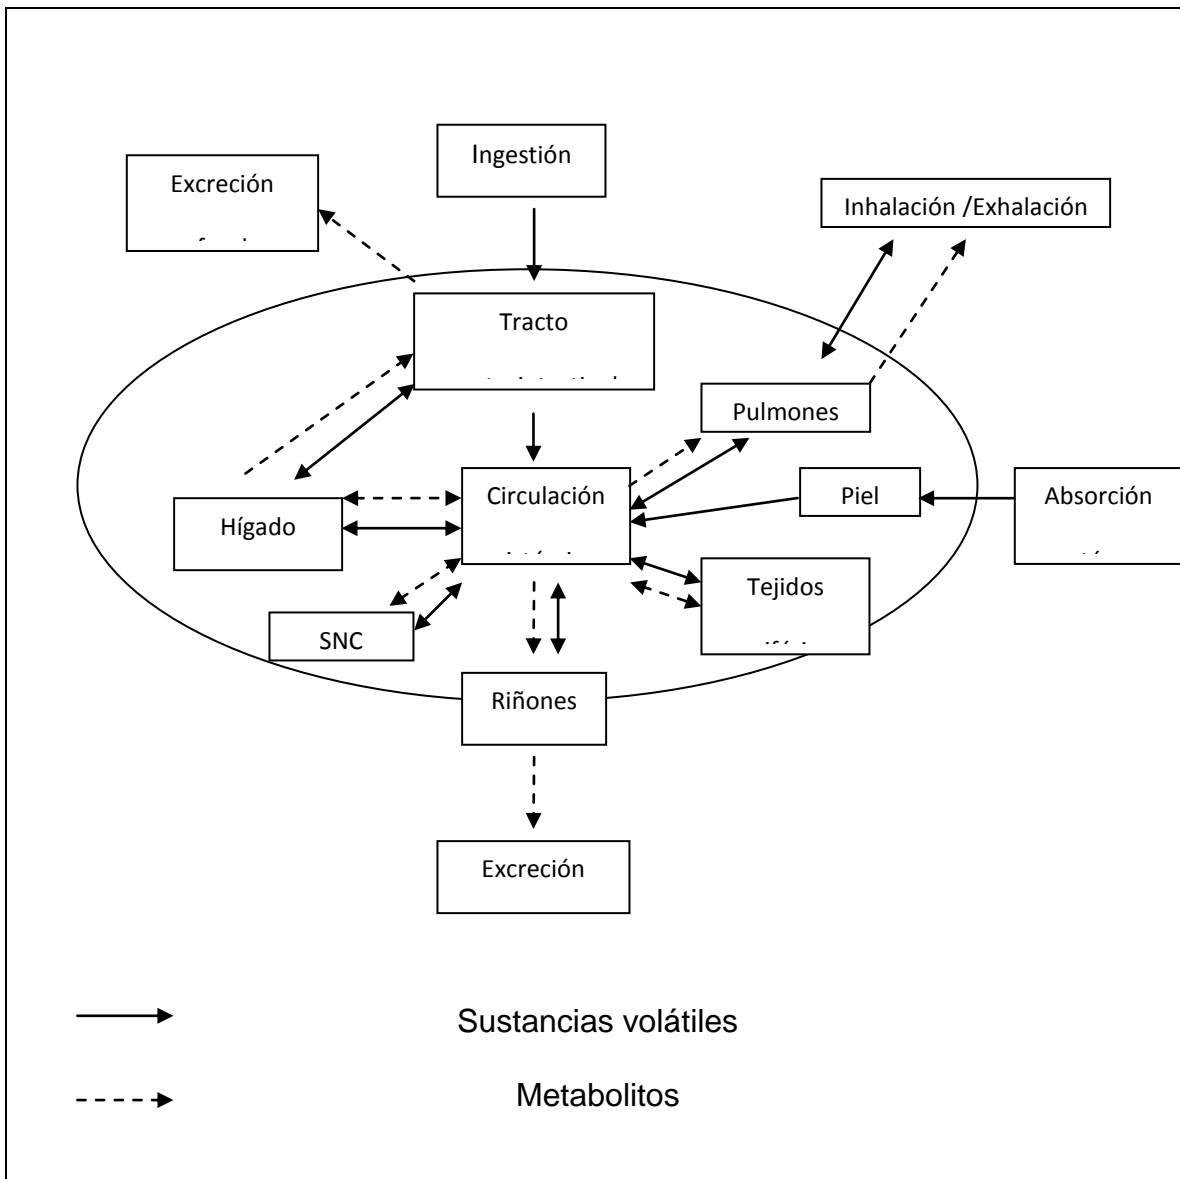 Ingestión
Excreción
Inhalación /Exhalación
Tracto
Pulmones
Circulación
Piel
Absorción
Hígado
Tejidos
SNC
Riñones
Excreción
Sustancias volátiles
Metabolitos